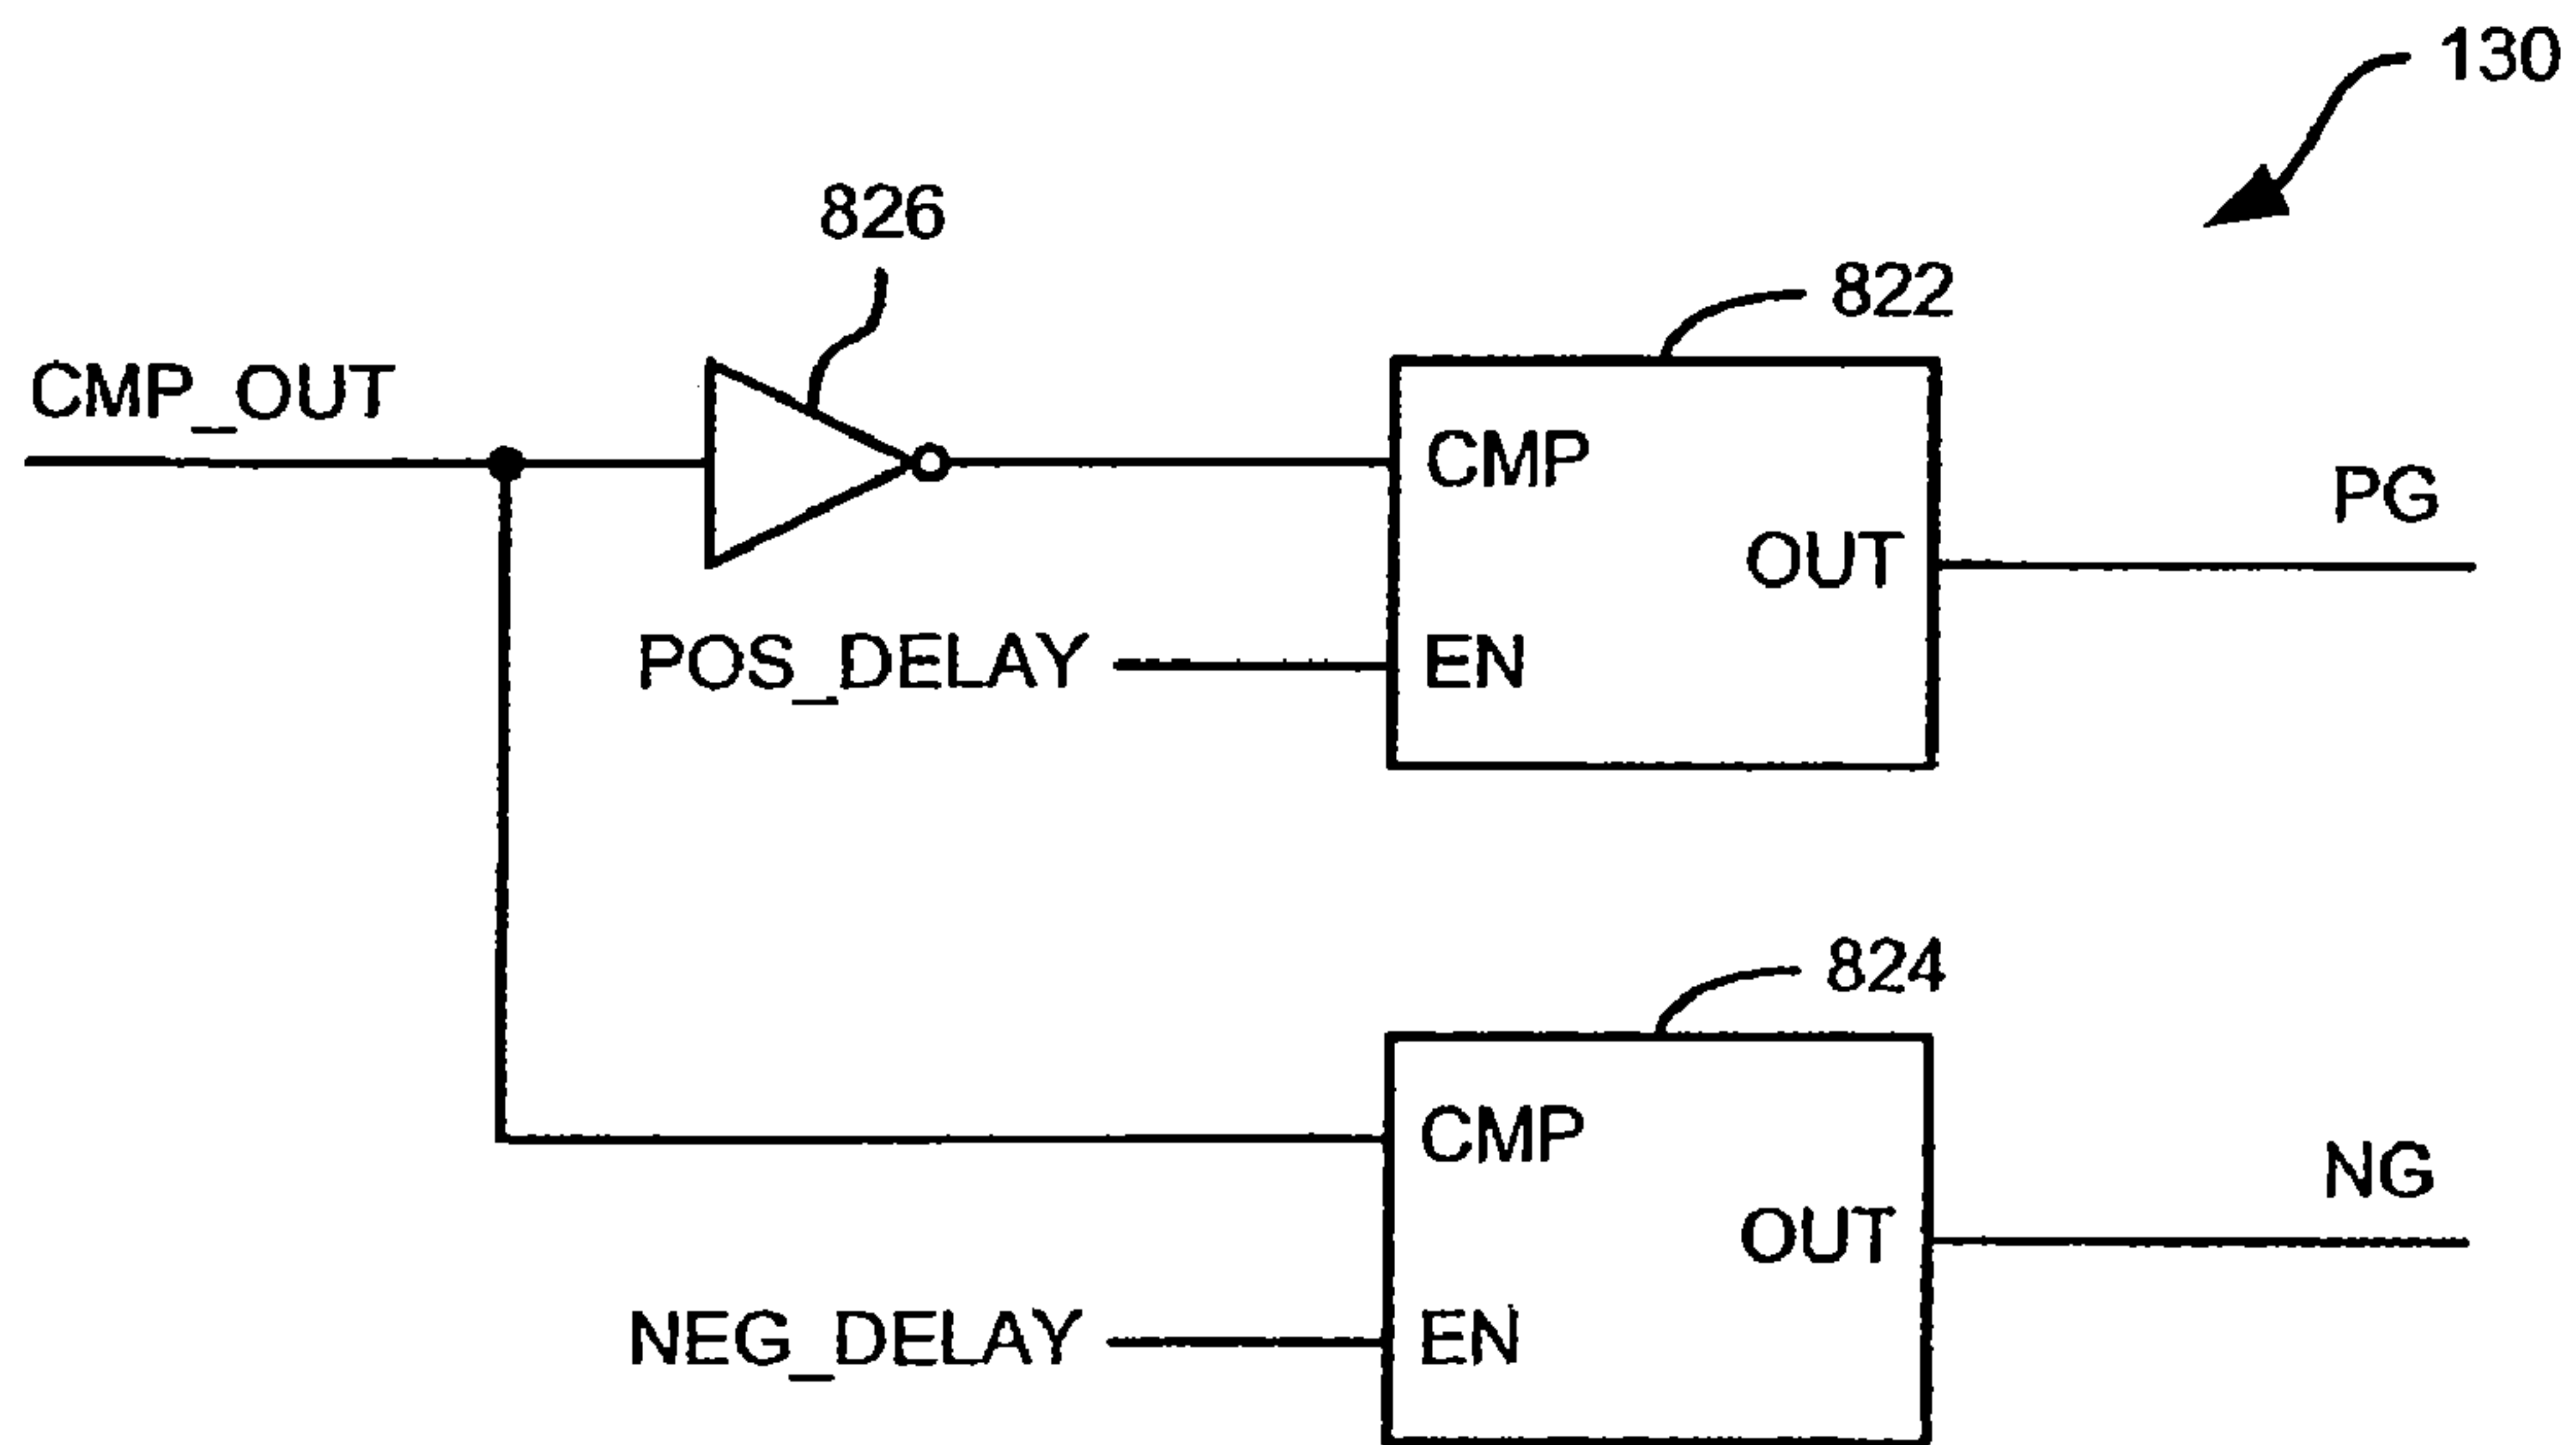 130
826
822
CMP_OUT
CMP
PG
OUT
POS_DELAY
EN
824
CMP
NG
OUT
NEG_DELAY
EN